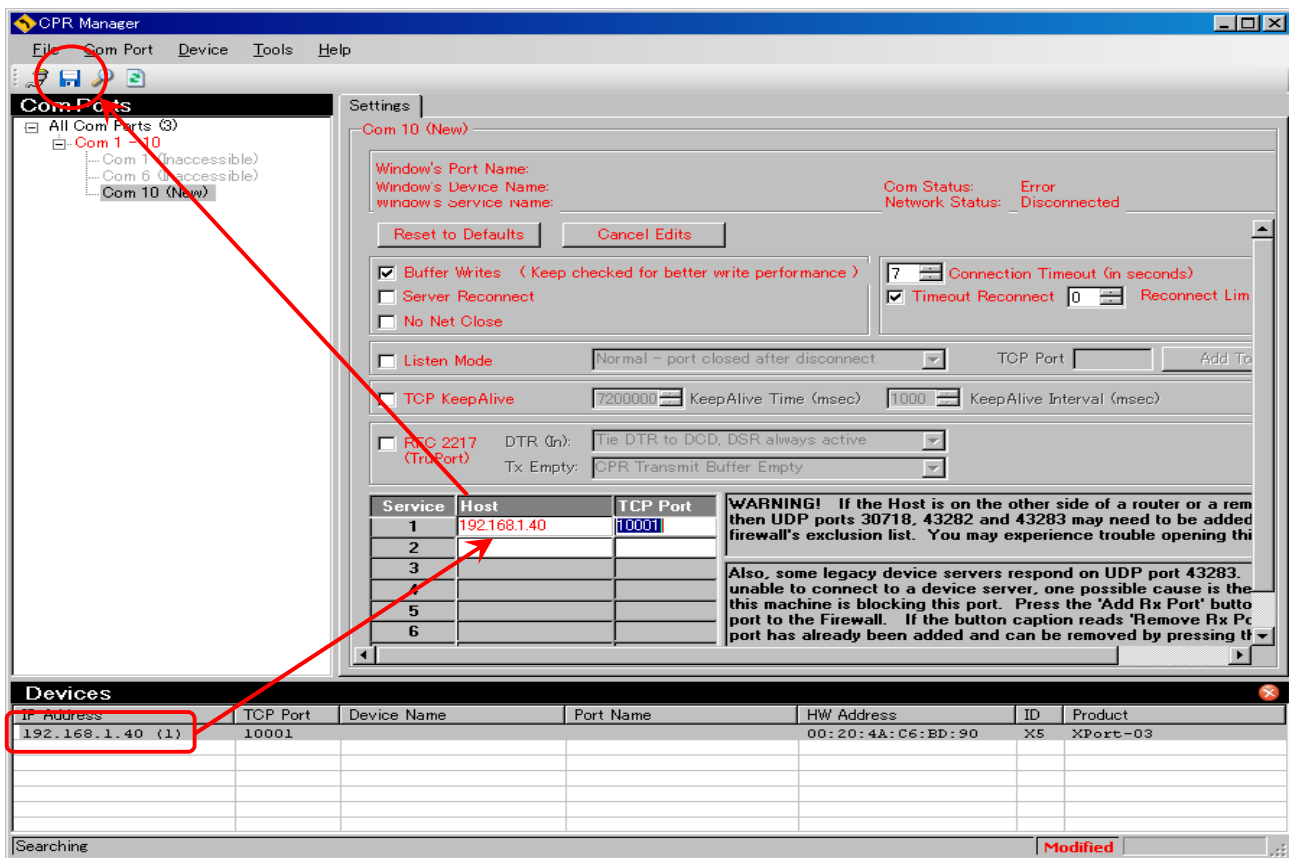 CPR Manager
File Com Port Device Tools Help
Com Ports
All Com Ports (3)
Com 1 - 10
Com 1 (Inaccessible)
Com 6 (Inaccessible)
Com 10 (New)
Settings
Com 10 (New)
Window's Port Name:
Window's Device Name:
Window's Service Name:
Com Status: Error
Network Status: Disconnected
Reset to Defaults Cancel Edits
Buffer Writes ( Keep checked for better write performance )
Server Reconnect
No Net Close
7 Connection Timeout (in seconds)
Timeout Reconnect 0 Reconnect Lim
Listen Mode Normal - port closed after disconnect TCP Port Add To
TCP KeepAlive 7200000 KeepAlive Time (msec) 1000 KeepAlive Interval (msec)
RFC 2217 DTR (In): Tie DTR to DCD, DSR always active
(TruPort) Tx Empty: CPR Transmit Buffer Empty
Service Host TCP Port
1 192.168.1.40 10001
2
3
4
5
6
WARNING! If the Host is on the other side of a router or a rem
then UDP ports 30718, 43282 and 43283 may need to be added
firewall's exclusion list. You may experience trouble opening thi
Also, some legacy device servers respond on UDP port 43283.
unable to connect to a device server, one possible cause is the
this machine is blocking this port. Press the 'Add Rx Port' butto
port to the Firewall. If the button caption reads 'Remove Rx Po
port has already been added and can be removed by pressing th
Devices
IP Address TCP Port Device Name Port Name HW Address ID Product
192.168.1.40 (1) 10001 00:20:4A:C6:BD:90 X5 XPort-03
Searching Modified